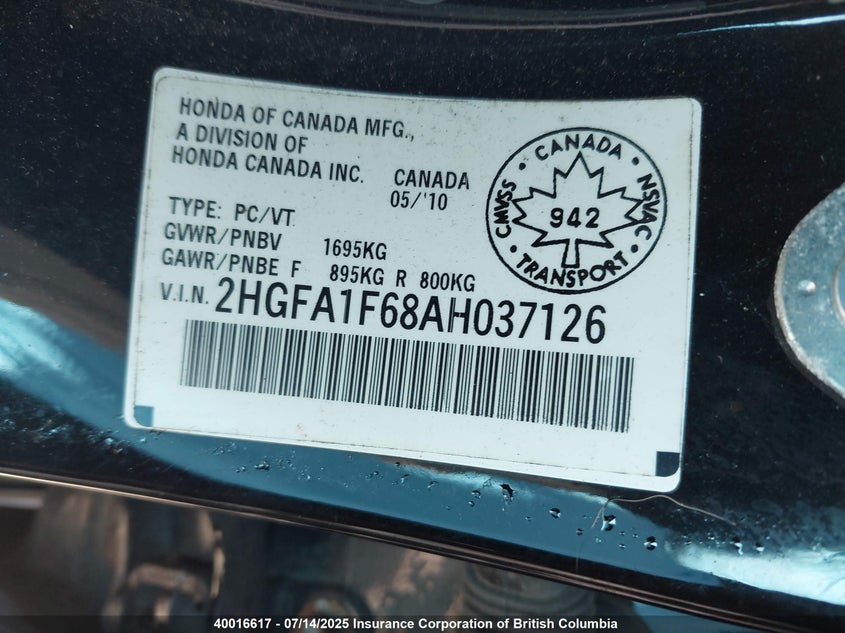 HONDA OF CANADA MFG.,
A DIVISION OF
HONDA CANADA INC.
CANADA
05/'10
TYPE: PC/VT
GVWR/PNBV 1695KG
GAWR/PNBE F 895KG R 800KG
V.I.N. 2HGFA1F68AH037126
CANADA
CMVSS
NSVAC
942
TRANSPORT
40016617 - 07/14/2025 Insurance Corporation of British Columbia